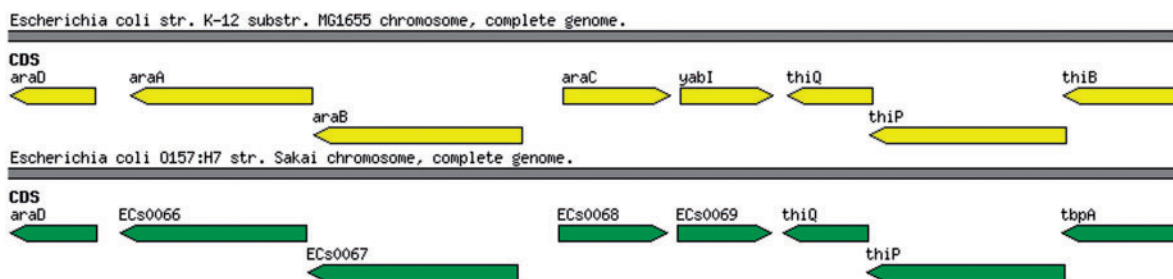 Escherichia coli str. K-12 substr. MG1655 chromosome, complete genome.
CDS
araD araA araC yabI thiQ thiB
araB thiP
Escherichia coli O157:H7 str. Sakai chromosome, complete genome.
CDS
araD ECs0066 ECs0068 ECs0069 thiQ tbpA
ECs0067 thiP